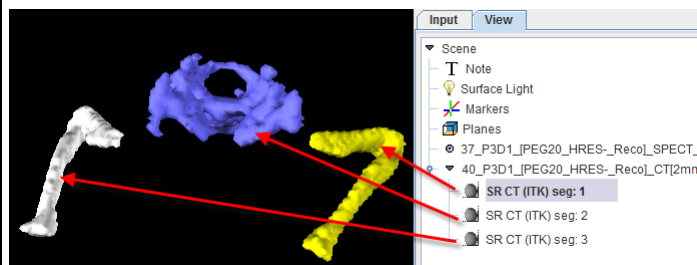 Input View
Scene
Note
Surface Light
Markers
Planes
37_P3D1_[PEG20_HRES-_Reco]_SPECT_
40_P3D1_[PEG20_HRES-_Reco]_CT[2mn
SR CT (ITK) seg: 1
SR CT (ITK) seg: 2
SR CT (ITK) seg: 3